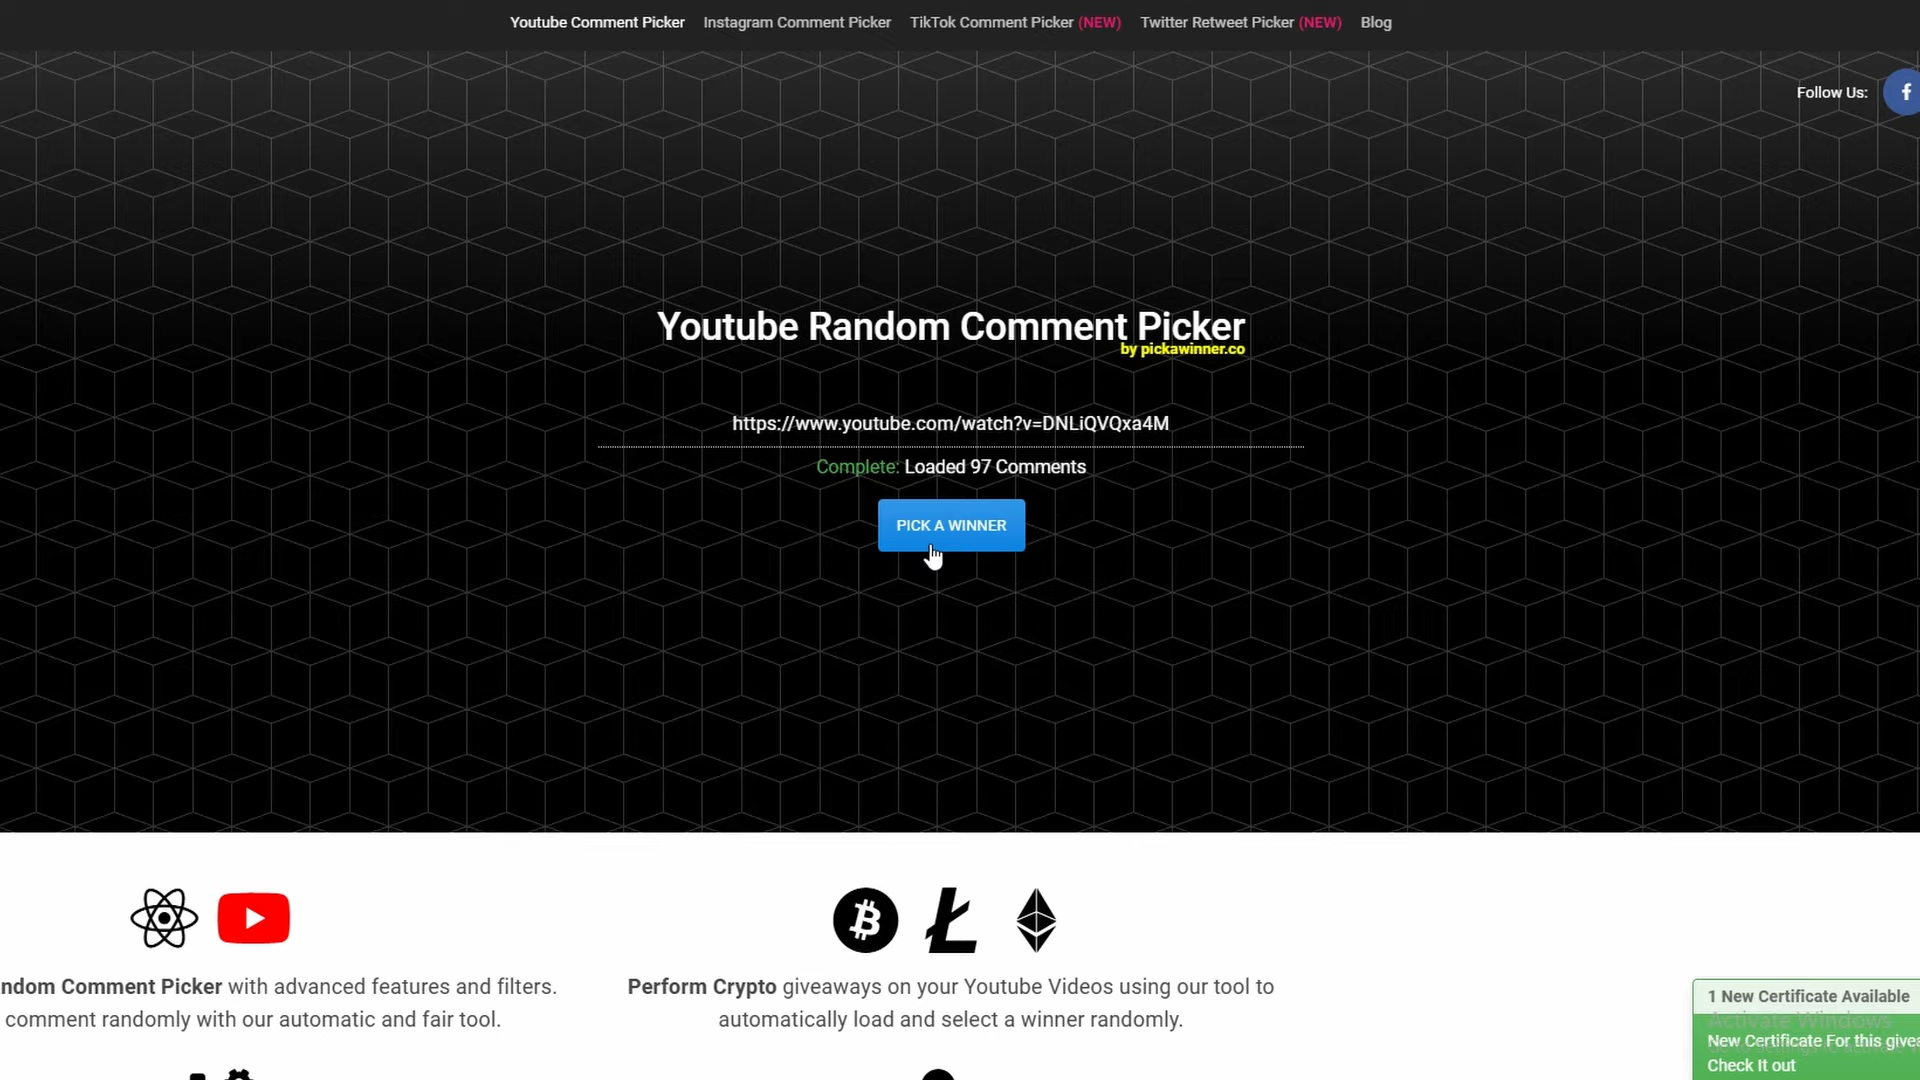 Youtube Comment Picker Instagram Comment Picker TikTok Comment Picker (NEW) Twitter Retweet Picker (NEW) Blog
Follow Us:
Youtube Random Comment Picker
by pickawinner.co
https://www.youtube.com/watch?v=DNLiQVQxa4M
Complete: Loaded 97 Comments
PICK A WINNER
ndom Comment Picker with advanced features and filters.
comment randomly with our automatic and fair tool.
Perform Crypto giveaways on your Youtube Videos using our tool to
automatically load and select a winner randomly.
1 New Certificate Available
Activate Windows
New Certificate For this givea
Check It out